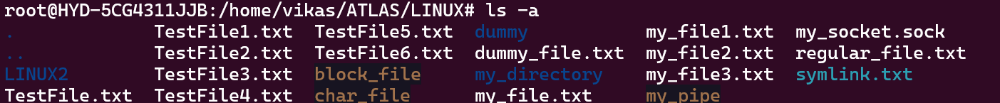 root@HYD-5CG4311JJB:/home/vikas/ATLAS/LINUX# ls -a
. TestFile1.txt TestFile5.txt dummy my_file1.txt my_socket.sock
.. TestFile2.txt TestFile6.txt dummy_file.txt my_file2.txt regular_file.txt
LINUX2 TestFile3.txt block_file my_directory my_file3.txt symlink.txt
TestFile.txt TestFile4.txt char_file my_file.txt my_pipe